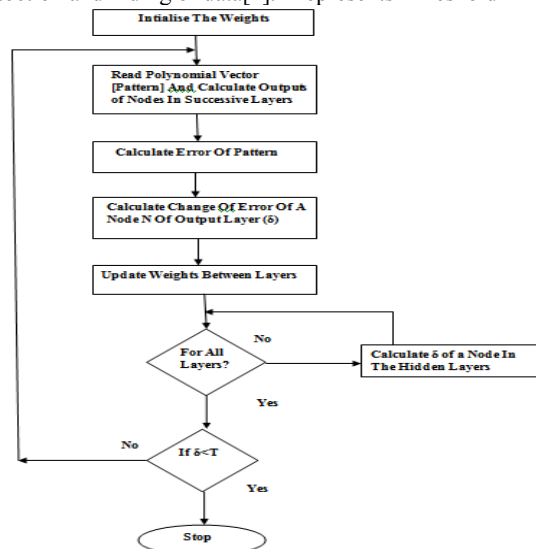 Intialise The Weights
Read Polynomial Vector
[Pattern] And Calculate Outputs
of Nodes In Successive Layers
Calculate Error Of Pattern
Calculate Change Of Error Of A
Node N Of Output Layer (δ)
Update Weights Between Layers
For All
Layers?
No
Calculate δ of a Node In
The Hidden Layers
Yes
If δ<T
No
Yes
Stop